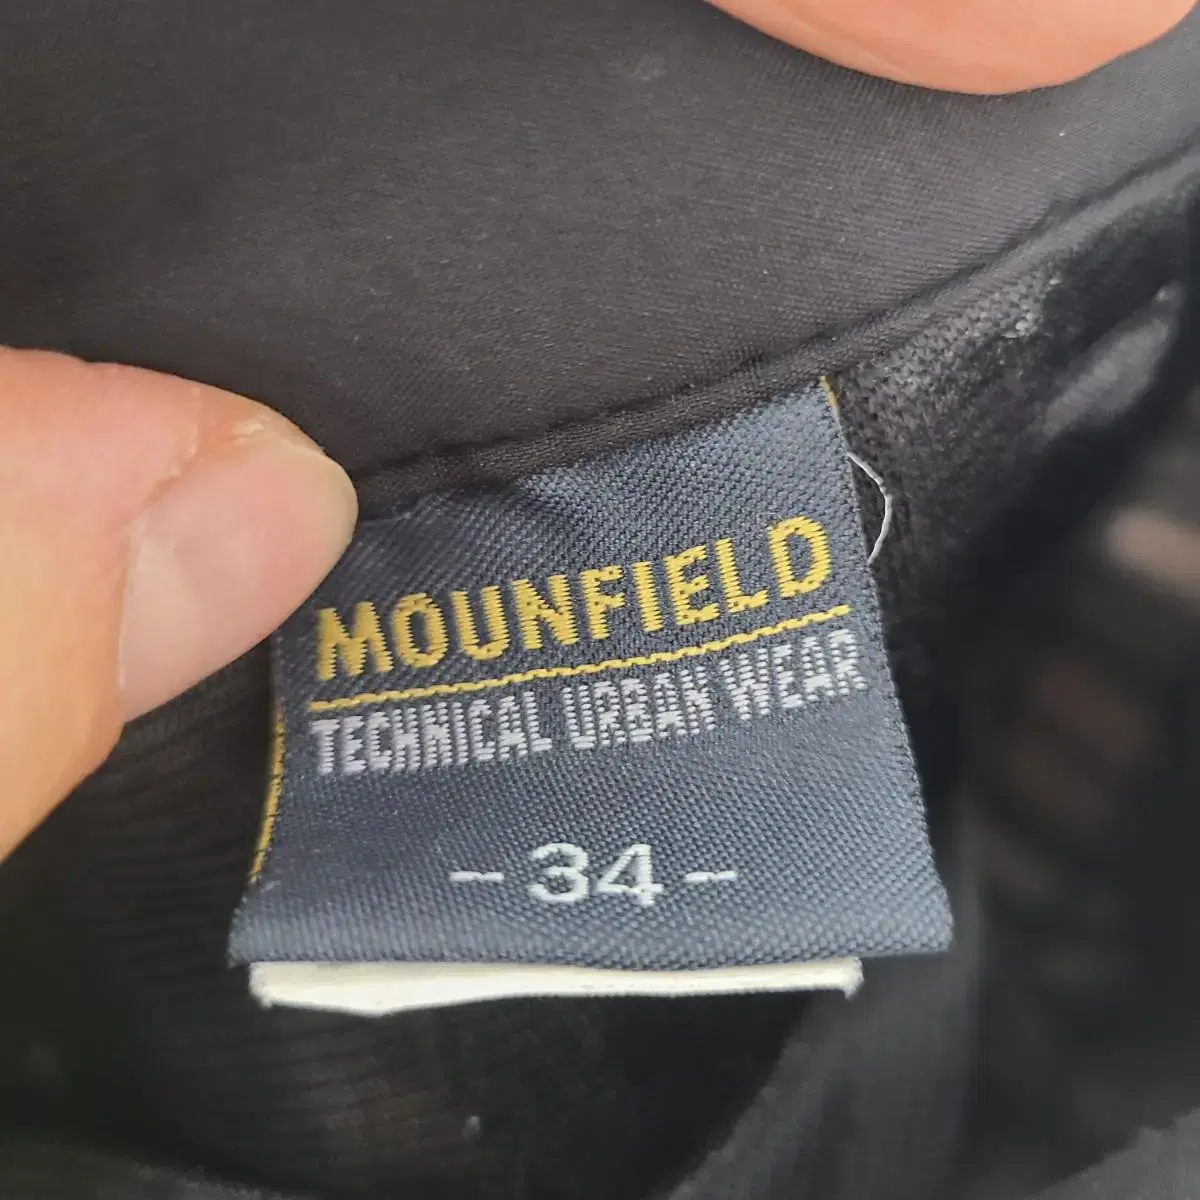 MOUNFIELD
TECHNICAL URBAN WEAR
- 34 -